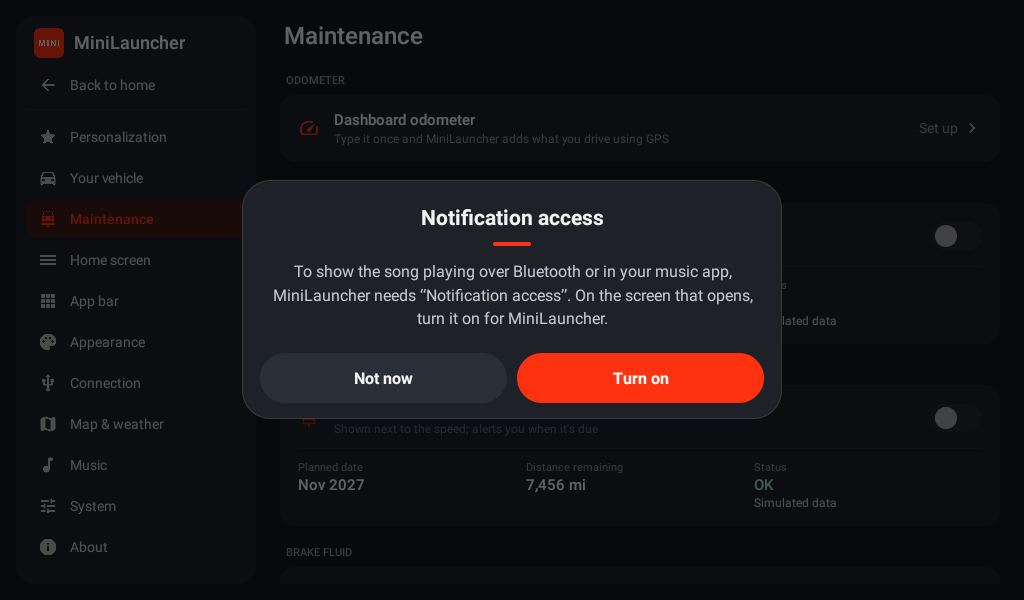 MINI
MiniLauncher
Back to home
Personalization
Your vehicle
Maintenance
Home screen
App bar
Appearance
Connection
Map & weather
Music
System
About
Maintenance
ODOMETER
Dashboard odometer
Type it once and MiniLauncher adds what you drive using GPS
Set up
Notification access
To show the song playing over Bluetooth or in your music app,
MiniLauncher needs “Notification access”. On the screen that opens,
turn it on for MiniLauncher.
Not now
Turn on
Shown next to the speed; alerts you when it's due
Planned date
Nov 2027
Distance remaining
7,456 mi
Status
OK
Simulated data
BRAKE FLUID